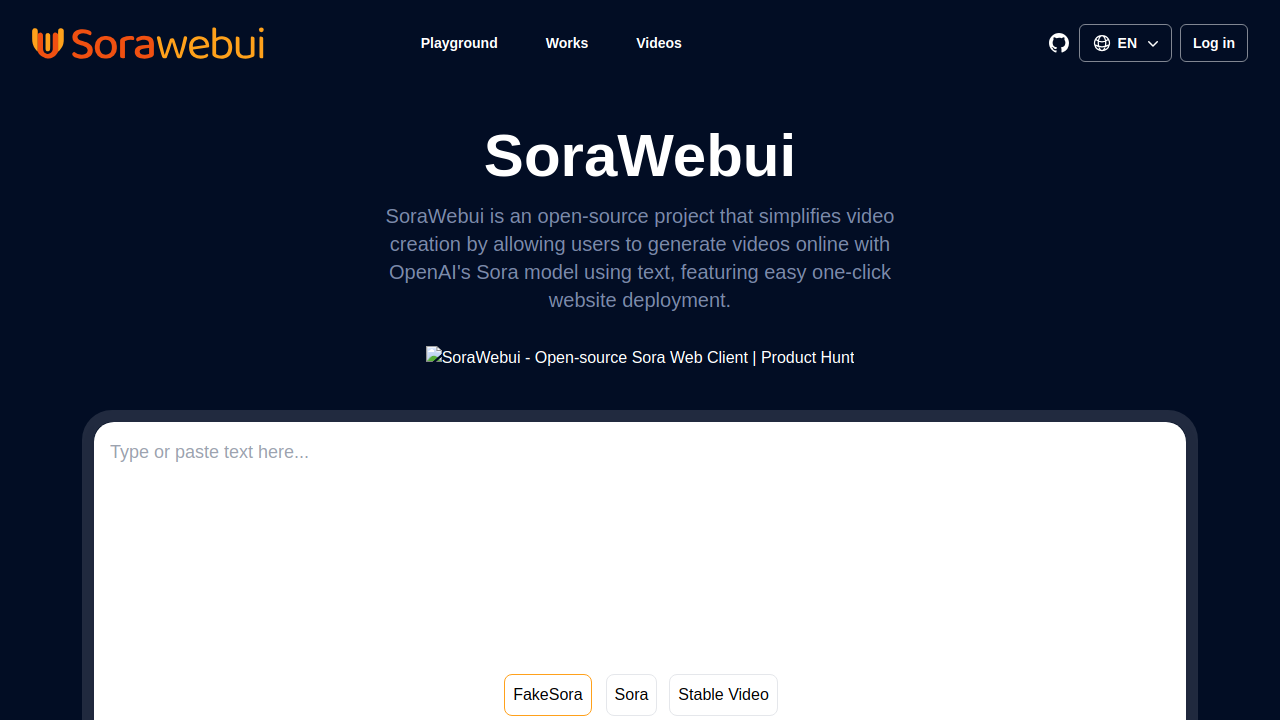 Sorawebui
Playground
Works
Videos
EN
Log in
SoraWebui
SoraWebui is an open-source project that simplifies video
creation by allowing users to generate videos online with
OpenAI's Sora model using text, featuring easy one-click
website deployment.
SoraWebui - Open-source Sora Web Client | Product Hunt
Type or paste text here...
FakeSora
Sora
Stable Video